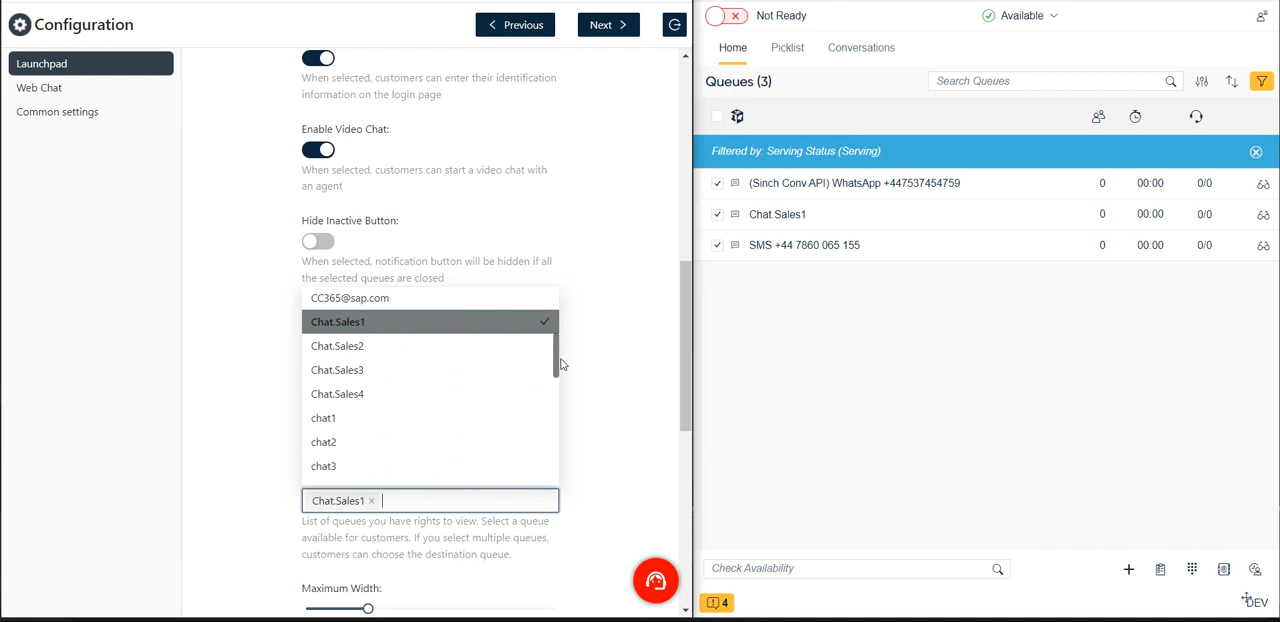 Configuration
Previous
Next
Launchpad
Web Chat
Common settings
When selected, customers can enter their identification
information on the login page
Enable Video Chat:
When selected, customers can start a video chat with
an agent
Hide Inactive Button:
When selected, notification button will be hidden if all
the selected queues are closed
CC365@sap.com
Chat.Sales1
Chat.Sales2
Chat.Sales3
Chat.Sales4
chat1
chat2
chat3
Chat.Sales1 ×
List of queues you have rights to view. Select a queue
available for customers. If you select multiple queues,
customers can choose the destination queue.
Maximum Width:
Not Ready
Available
Home Picklist Conversations
Queues (3)
Search Queues
Filtered by: Serving Status (Serving)
(Sinch Conv API) WhatsApp +447537454759 0 00:00 0/0
Chat.Sales1 0 00:00 0/0
SMS +44 7860 065 155 0 00:00 0/0
Check Availability
4
DEV